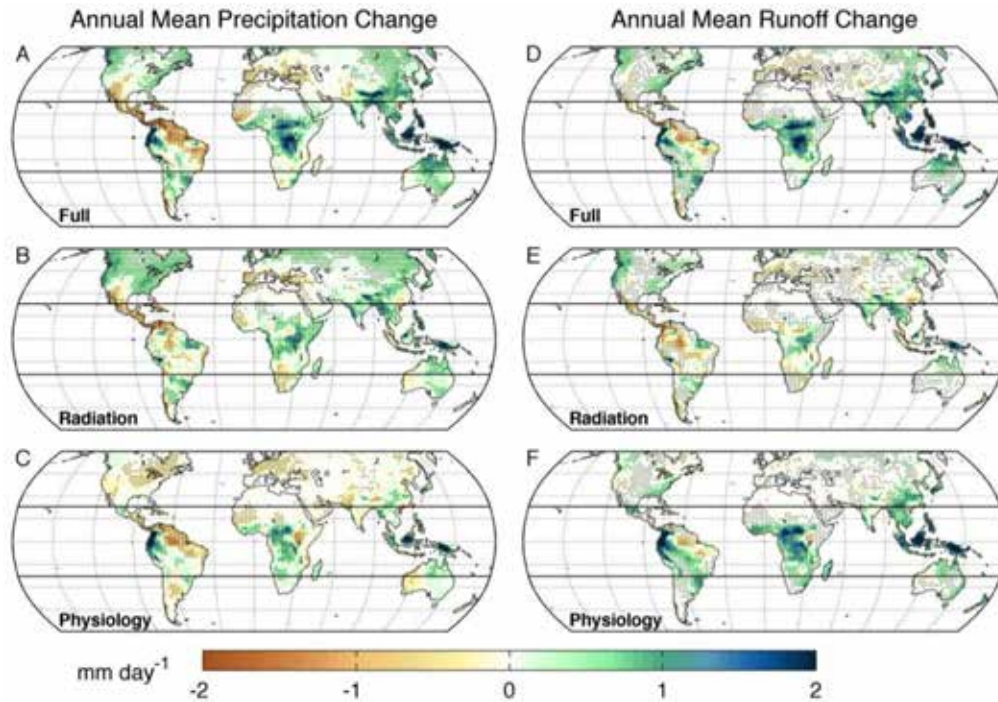 Annual Mean Precipitation Change
Annual Mean Runoff Change
A
Full
D
Full
B
Radiation
E
Radiation
C
Physiology
F
Physiology
mm day-1
-2 -1 0 1 2